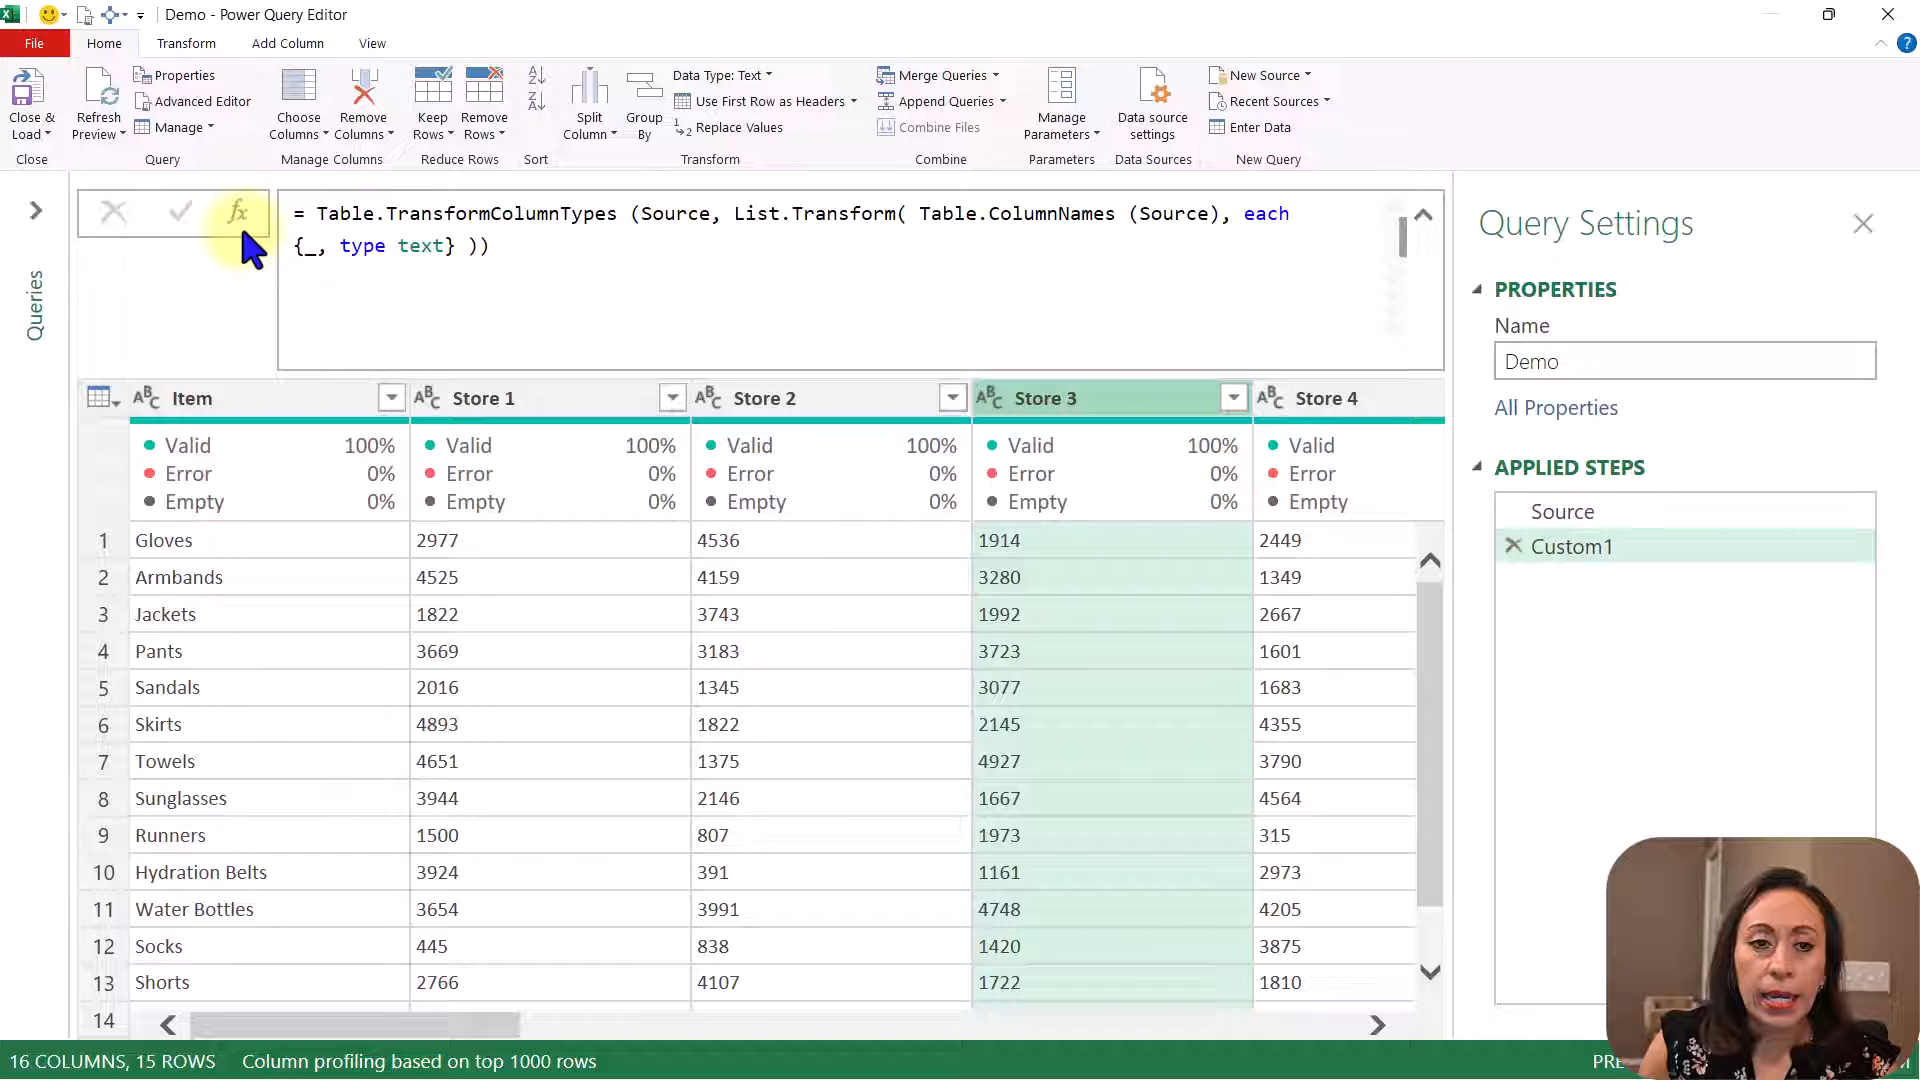 Demo - Power Query Editor
File Home Transform Add Column View
Close & Load
Close
Refresh Preview
Properties
Advanced Editor
Manage
Query
Choose Columns
Remove Columns
Manage Columns
Keep Rows
Remove Rows
Reduce Rows
Sort
Split Column
Group By
Data Type: Text
Use First Row as Headers
Replace Values
Transform
Merge Queries
Append Queries
Combine Files
Combine
Manage Parameters
Parameters
Data source settings
Data Sources
New Source
Recent Sources
Enter Data
New Query
Queries
fx
= Table.TransformColumnTypes (Source, List.Transform( Table.ColumnNames (Source), each
{_, type text} ))
Item Store 1 Store 2 Store 3 Store 4
Valid 100% Valid 100% Valid 100% Valid 100% Valid
Error 0% Error 0% Error 0% Error 0% Error
Empty 0% Empty 0% Empty 0% Empty 0% Empty
1 Gloves 2977 4536 1914 2449
2 Armbands 4525 4159 3280 1349
3 Jackets 1822 3743 1992 2667
4 Pants 3669 3183 3723 1601
5 Sandals 2016 1345 3077 1683
6 Skirts 4893 1822 2145 4355
7 Towels 4651 1375 4927 3790
8 Sunglasses 3944 2146 1667 4564
9 Runners 1500 807 1973 315
10 Hydration Belts 3924 391 1161 2973
11 Water Bottles 3654 3991 4748 4205
12 Socks 445 838 1420 3875
13 Shorts 2766 4107 1722 1810
14
Query Settings
PROPERTIES
Name
Demo
All Properties
APPLIED STEPS
Source
Custom1
16 COLUMNS, 15 ROWS Column profiling based on top 1000 rows